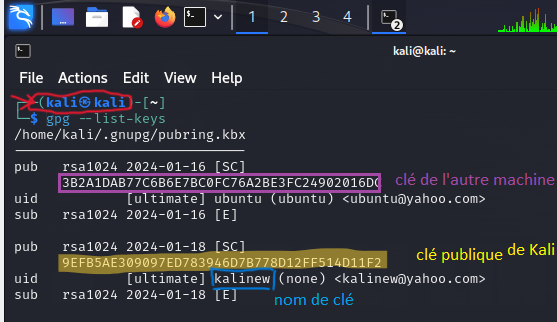 1 2 3 4 2
kali@kali: ~
File Actions Edit View Help
(kali㉿kali)-[~]
$ gpg --list-keys
/home/kali/.gnupg/pubring.kbx
-----------------------------
pub rsa1024 2024-01-16 [SC]
3B2A1DAB77C6B6E7BC0FC76A2BE3FC24902016DC clé de l'autre machine
uid [ultimate] ubuntu (ubuntu) <ubuntu@yahoo.com>
sub rsa1024 2024-01-16 [E]
pub rsa1024 2024-01-18 [SC]
9EFB5AE309097ED783946D7B778D12FF514D11F2 clé publique de Kali
uid [ultimate] kalinew (none) <kalinew@yahoo.com>
sub rsa1024 2024-01-18 [E] nom de clé